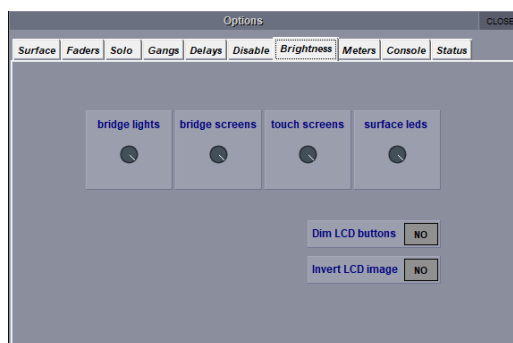 Options
CLOSE
Surface Faders Solo Gangs Delays Disable Brightness Meters Console Status
bridge lights bridge screens touch screens surface leds
Dim LCD buttons NO
Invert LCD image NO